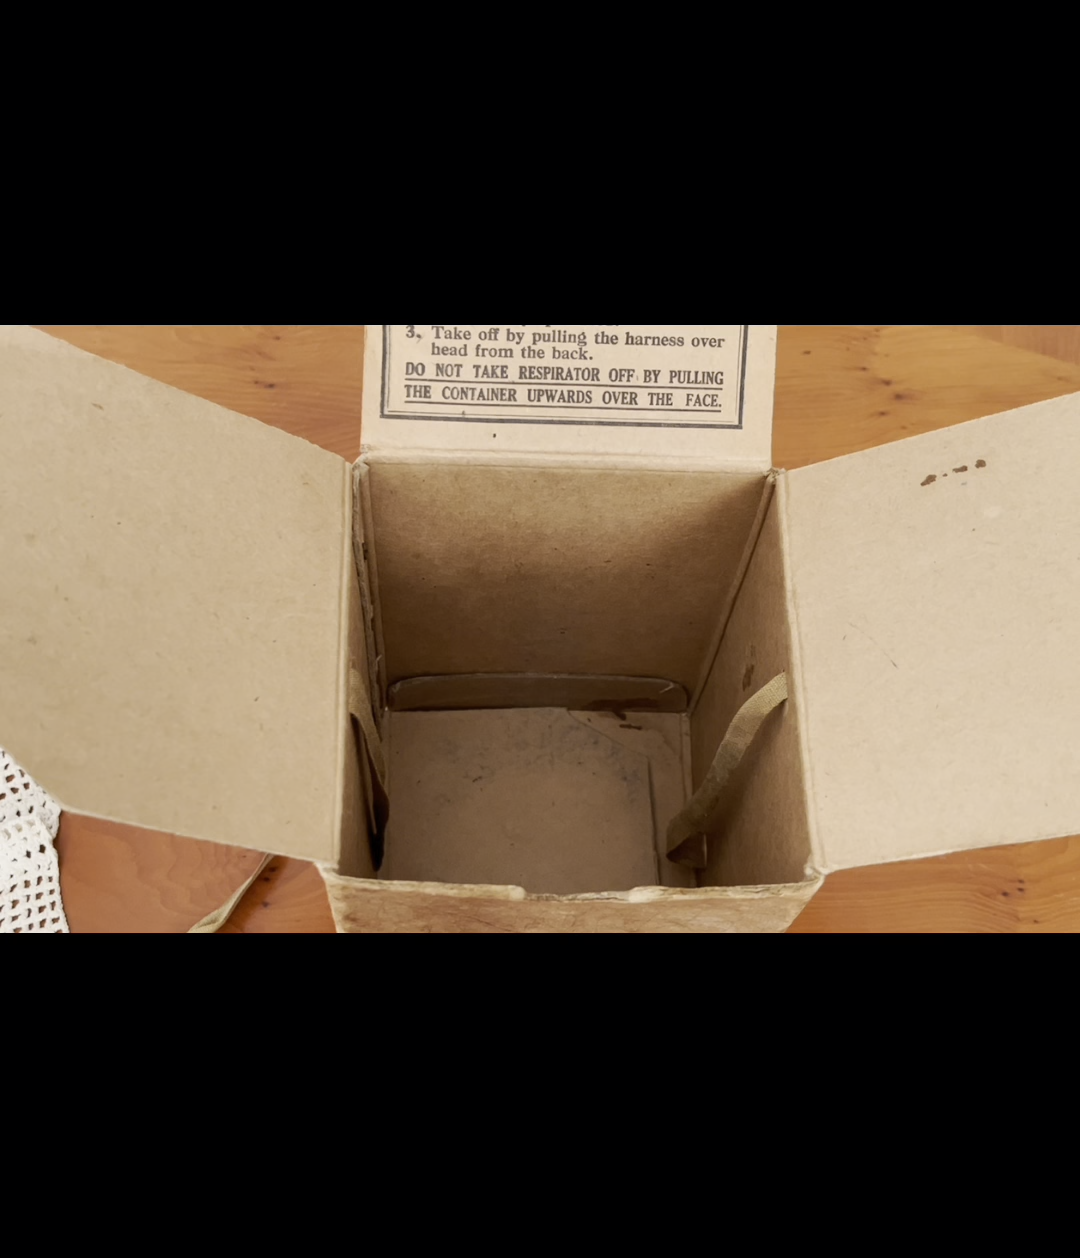 3. Take off by pulling the harness over
head from the back.
DO NOT TAKE RESPIRATOR OFF BY PULLING
THE CONTAINER UPWARDS OVER THE FACE.